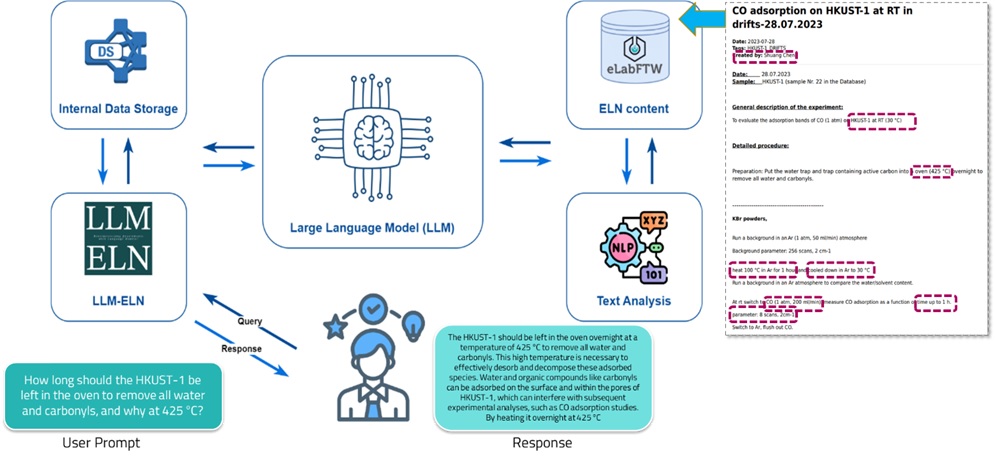 DS
Internal Data Storage
LLM
ELN
LLM-ELN
Large Language Model (LLM)
eLabFTW
ELN content
XYZ
NLP
101
Text Analysis
Query
Response
How long should the HKUST-1 be
left in the oven to remove all water
and carbonyls, and why at 425 °C?
User Prompt
The HKUST-1 should be left in the oven overnight at a
temperature of 425 °C to remove all water and
carbonyls. This high temperature is necessary to
effectively desorb and decompose these adsorbed
species. Water and organic compounds like carbonyls
can be adsorbed on the surface and within the pores of
HKUST-1, which can interfere with subsequent
experimental analyses, such as CO adsorption studies.
By heating it overnight at 425 °C
Response
CO adsorption on HKUST-1 at RT in
drifts-28.07.2023
Date: 2023-07-28
Tags: HKUST-1 DRIFTS
Created by: Shuang Chen
Date: 28.07.2023
Sample: HKUST-1 (sample Nr. 22 in the Database)
General description of the experiment:
To evaluate the adsorption bands of CO (1 atm) on HKUST-1 at RT (30 °C)
Detailed procedure:
Preparation: Put the water trap and trap containing active carbon into a oven (425 °C) overnight to
remove all water and carbonyls.
----------------------------------------
KBr powders,
Run a background in an Ar (1 atm, 50 ml/min) atmosphere
Background parameter: 256 scans, 2 cm-1
heat 100 °C in Ar for 1 hour and cooled down in Ar to 30 °C
Run a background in an Ar atmosphere to compare the water/solvent content.
At it switch to CO (1 atm, 200 ml/min) measure CO adsorption as a function of time up to 1 h.
parameter: 8 scans, 2cm-1
Switch to Ar, flush out CO.